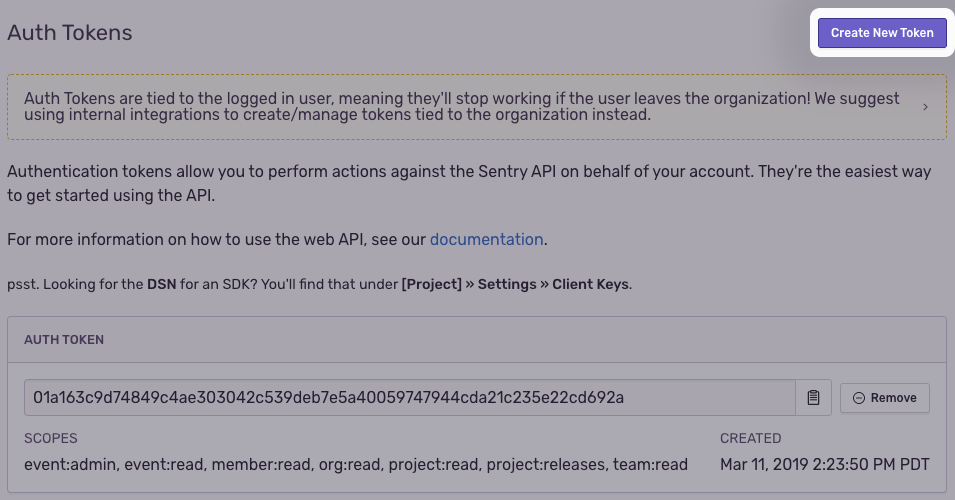 Auth Tokens
Create New Token
Auth Tokens are tied to the logged in user, meaning they'll stop working if the user leaves the organization! We suggest
using internal integrations to create/manage tokens tied to the organization instead.
Authentication tokens allow you to perform actions against the Sentry API on behalf of your account. They're the easiest way
to get started using the API.
For more information on how to use the web API, see our documentation.
psst. Looking for the DSN for an SDK? You'll find that under [Project] » Settings » Client Keys.
AUTH TOKEN
01a163c9d74849c4ae303042c539deb7e5a40059747944cda21c235e22cd692a
Remove
SCOPES
CREATED
event:admin, event:read, member:read, org:read, project:read, project:releases, team:read
Mar 11, 2019 2:23:50 PM PDT